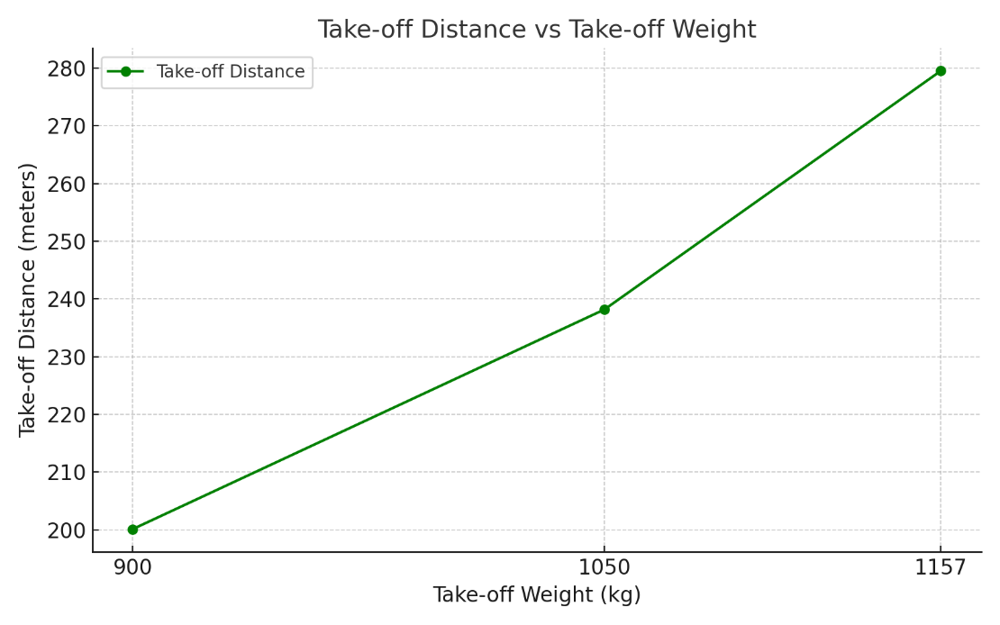 Take-off Distance vs Take-off Weight
Take-off Distance
280
270
260
250
240
230
220
210
200
Take-off Distance (meters)
900 1050 1157
Take-off Weight (kg)